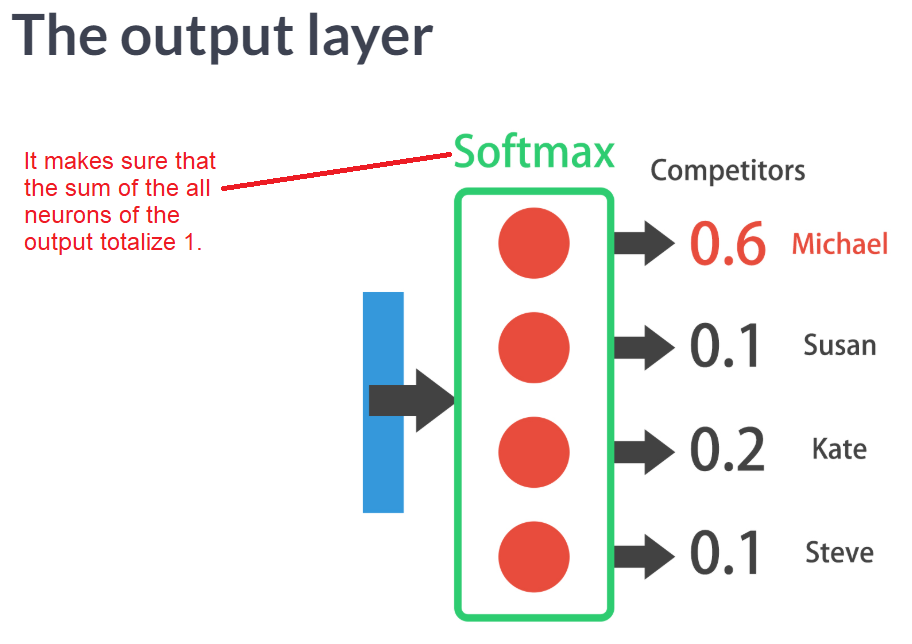 The output layer
It makes sure that
the sum of the all
neurons of the
output totalize 1.
Softmax
Competitors
0.6 Michael
0.1 Susan
0.2 Kate
0.1 Steve